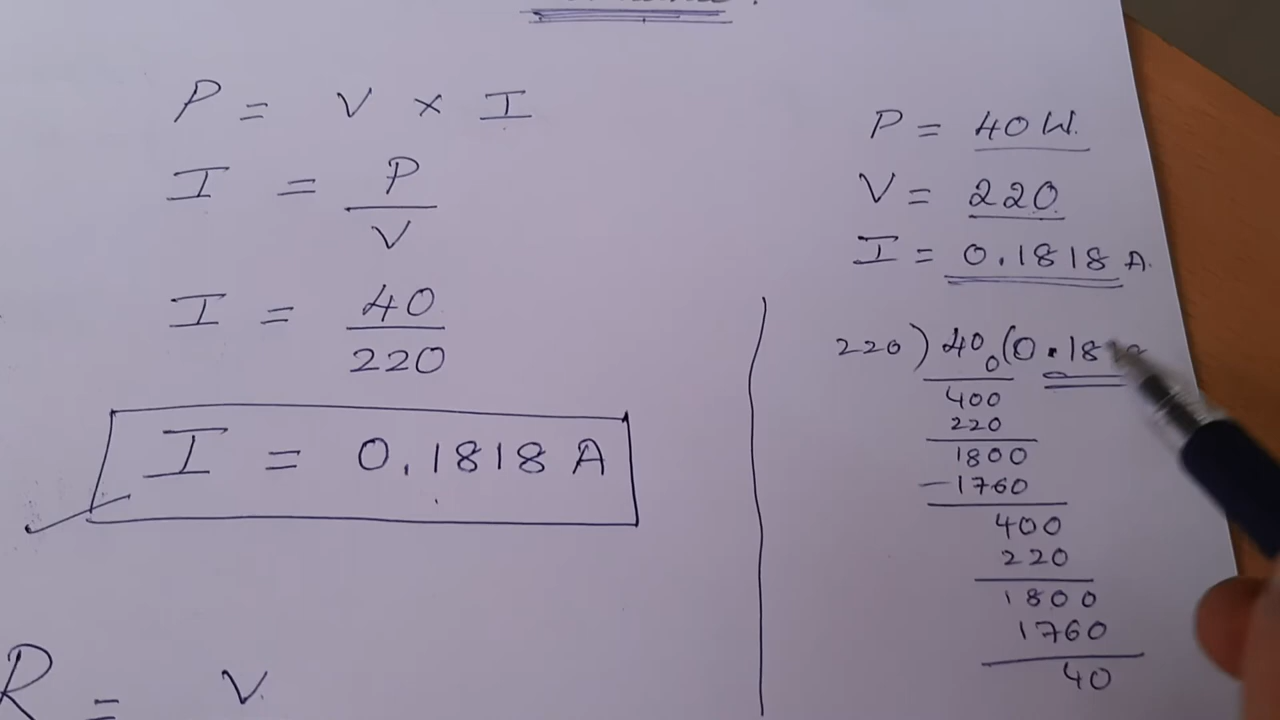 P = V × I
I = P
V
I = 40
220
I = 0.1818 A
R = V
P = 40W.
V = 220
I = 0.1818 A.
220 ) 400 ( 0.181
400
220
1800
-1760
400
220
1800
1760
40